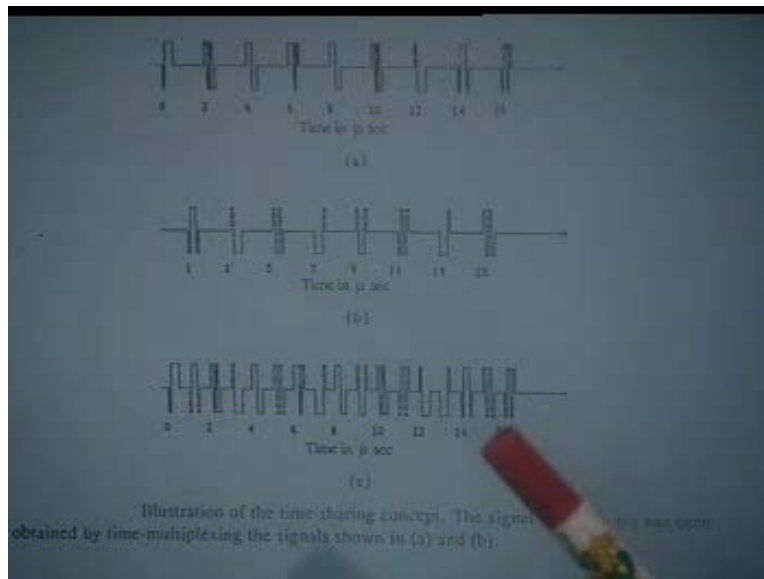 0 2 4 6 8 10 12 14 16
Time in μ sec
(a)
1 3 5 7 9 11 13 15
Time in μ sec
(b)
0 2 4 6 8 10 12 14
Time in μ sec
(c)
Illustration of the time-sharing concept. The signal been
obtained by time-multiplexing the signals shown in (a) and (b).